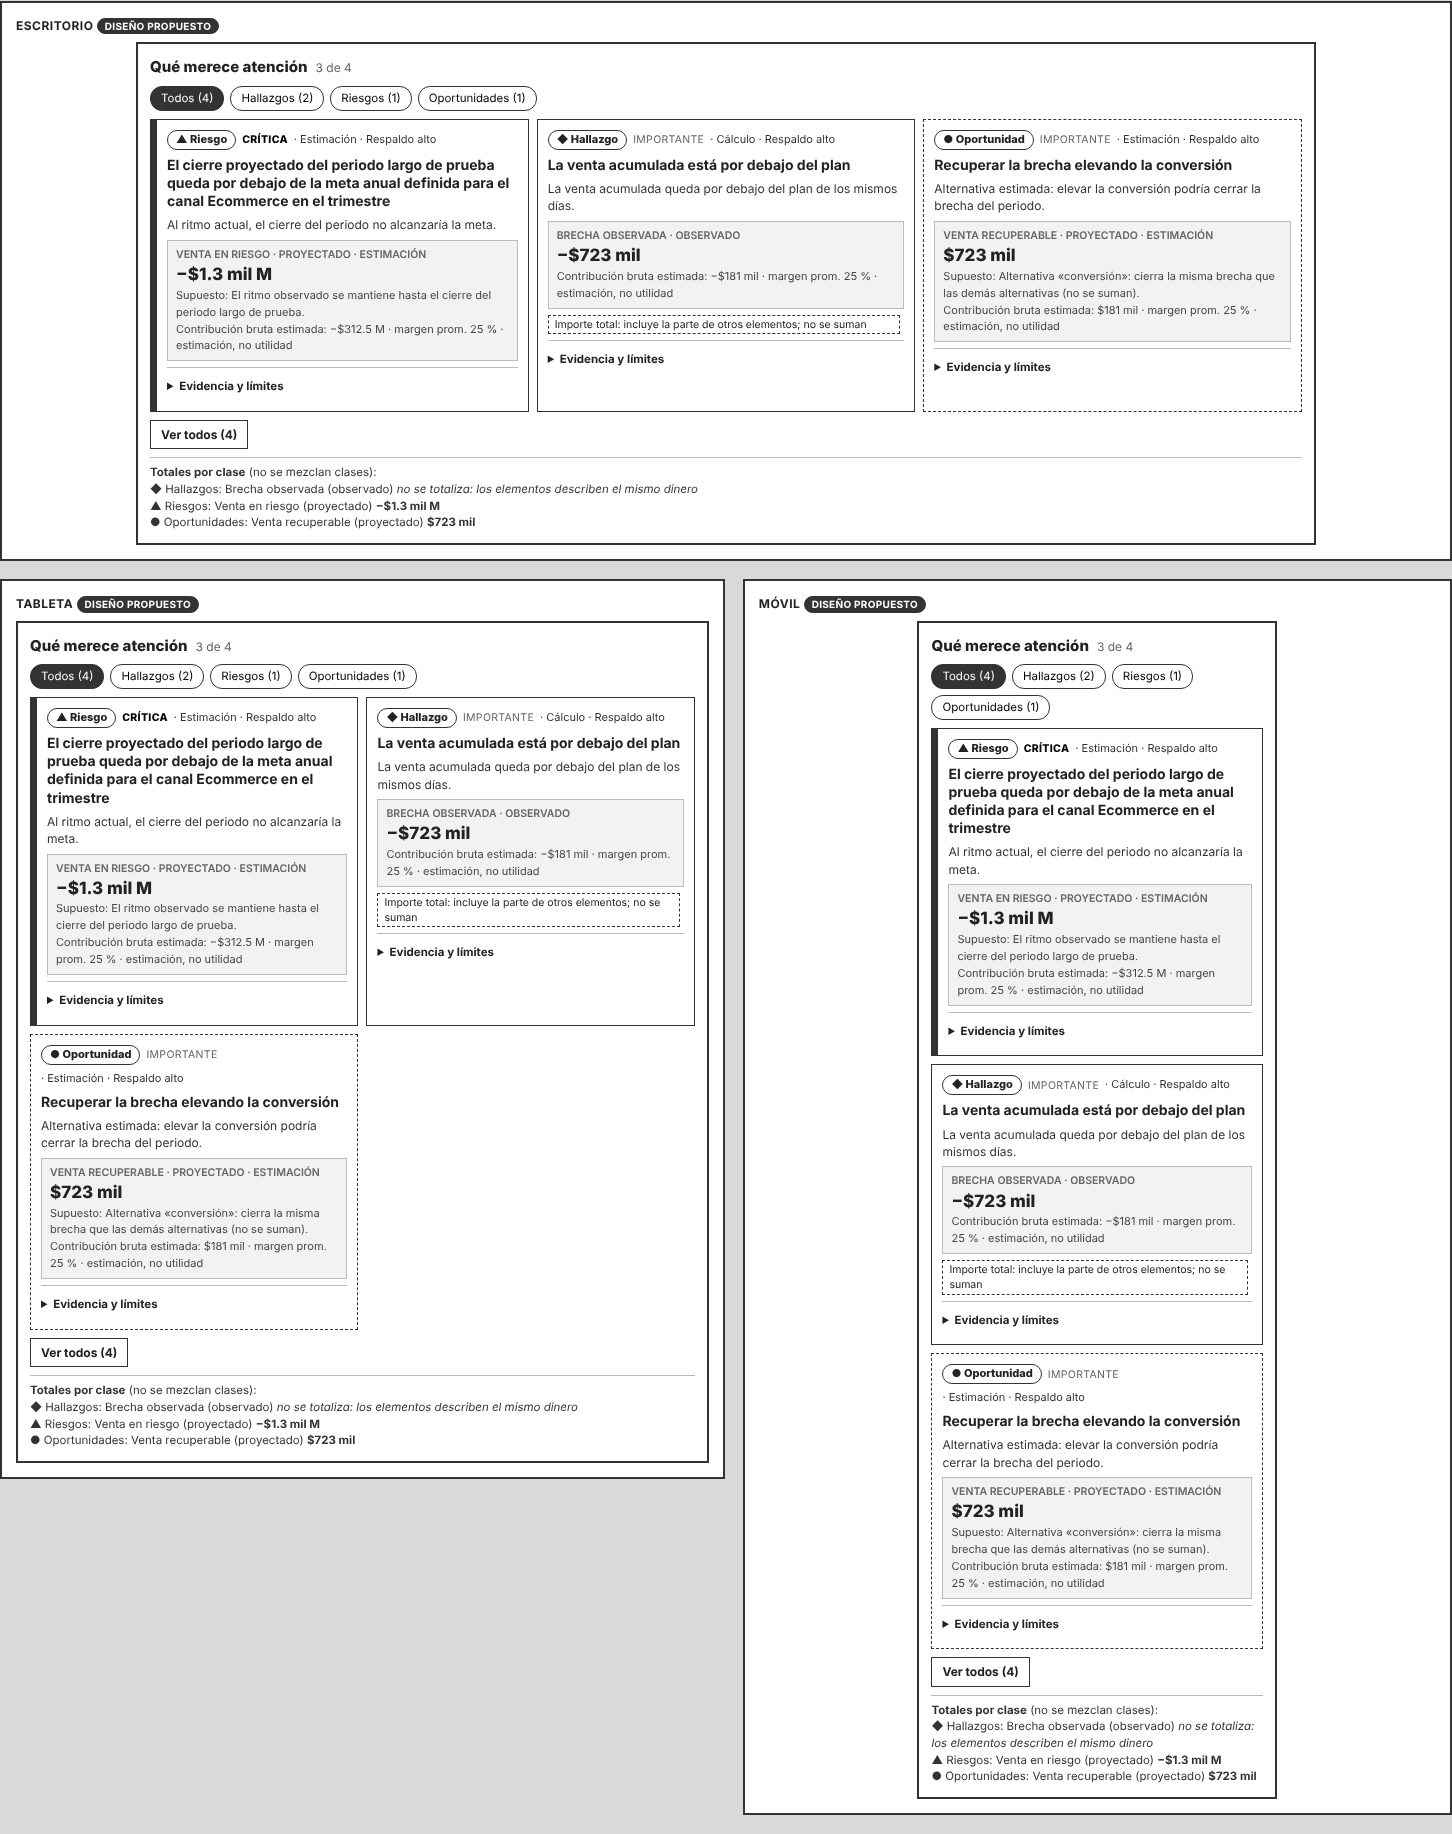 ESCRITORIO DISEÑO PROPUESTO
Qué merece atención 3 de 4
Todos (4) Hallazgos (2) Riesgos (1) Oportunidades (1)
▲ Riesgo CRÍTICA · Estimación · Respaldo alto
El cierre proyectado del periodo largo de prueba
queda por debajo de la meta anual definida para el
canal Ecommerce en el trimestre
Al ritmo actual, el cierre del periodo no alcanzaría la meta.
VENTA EN RIESGO · PROYECTADO · ESTIMACIÓN
−$1.3 mil M
Supuesto: El ritmo observado se mantiene hasta el cierre del
periodo largo de prueba.
Contribución bruta estimada: −$312.5 M · margen prom. 25 % ·
estimación, no utilidad
▶ Evidencia y límites
◆ Hallazgo IMPORTANTE · Cálculo · Respaldo alto
La venta acumulada está por debajo del plan
La venta acumulada queda por debajo del plan de los mismos
días.
BRECHA OBSERVADA · OBSERVADO
−$723 mil
Contribución bruta estimada: −$181 mil · margen prom. 25 % ·
estimación, no utilidad
Importe total: incluye la parte de otros elementos; no se suman
▶ Evidencia y límites
● Oportunidad IMPORTANTE · Estimación · Respaldo alto
Recuperar la brecha elevando la conversión
Alternativa estimada: elevar la conversión podría cerrar la
brecha del periodo.
VENTA RECUPERABLE · PROYECTADO · ESTIMACIÓN
$723 mil
Supuesto: Alternativa «conversión»: cierra la misma brecha que
las demás alternativas (no se suman).
Contribución bruta estimada: $181 mil · margen prom. 25 % ·
estimación, no utilidad
▶ Evidencia y límites
Ver todos (4)
Totales por clase (no se mezclan clases):
◆ Hallazgos: Brecha observada (observado) no se totaliza: los elementos describen el mismo dinero
▲ Riesgos: Venta en riesgo (proyectado) −$1.3 mil M
● Oportunidades: Venta recuperable (proyectado) $723 mil
TABLETA DISEÑO PROPUESTO
Qué merece atención 3 de 4
Todos (4) Hallazgos (2) Riesgos (1) Oportunidades (1)
▲ Riesgo CRÍTICA · Estimación · Respaldo alto
El cierre proyectado del periodo largo de
prueba queda por debajo de la meta anual
definida para el canal Ecommerce en el
trimestre
Al ritmo actual, el cierre del periodo no alcanzaría la
meta.
VENTA EN RIESGO · PROYECTADO · ESTIMACIÓN
−$1.3 mil M
Supuesto: El ritmo observado se mantiene hasta el
cierre del periodo largo de prueba.
Contribución bruta estimada: −$312.5 M · margen
prom. 25 % · estimación, no utilidad
▶ Evidencia y límites
◆ Hallazgo IMPORTANTE · Cálculo · Respaldo alto
La venta acumulada está por debajo del plan
La venta acumulada queda por debajo del plan de los
mismos días.
BRECHA OBSERVADA · OBSERVADO
−$723 mil
Contribución bruta estimada: −$181 mil · margen prom.
25 % · estimación, no utilidad
Importe total: incluye la parte de otros elementos; no se
suman
▶ Evidencia y límites
● Oportunidad IMPORTANTE
· Estimación · Respaldo alto
Recuperar la brecha elevando la conversión
Alternativa estimada: elevar la conversión podría
cerrar la brecha del periodo.
VENTA RECUPERABLE · PROYECTADO · ESTIMACIÓN
$723 mil
Supuesto: Alternativa «conversión»: cierra la misma
brecha que las demás alternativas (no se suman).
Contribución bruta estimada: $181 mil · margen prom.
25 % · estimación, no utilidad
▶ Evidencia y límites
Ver todos (4)
Totales por clase (no se mezclan clases):
◆ Hallazgos: Brecha observada (observado) no se totaliza: los elementos describen el mismo dinero
▲ Riesgos: Venta en riesgo (proyectado) −$1.3 mil M
● Oportunidades: Venta recuperable (proyectado) $723 mil
MÓVIL DISEÑO PROPUESTO
Qué merece atención 3 de 4
Todos (4) Hallazgos (2) Riesgos (1)
Oportunidades (1)
▲ Riesgo CRÍTICA · Estimación · Respaldo alto
El cierre proyectado del periodo largo de
prueba queda por debajo de la meta anual
definida para el canal Ecommerce en el
trimestre
Al ritmo actual, el cierre del periodo no alcanzaría la
meta.
VENTA EN RIESGO · PROYECTADO · ESTIMACIÓN
−$1.3 mil M
Supuesto: El ritmo observado se mantiene hasta el
cierre del periodo largo de prueba.
Contribución bruta estimada: −$312.5 M · margen
prom. 25 % · estimación, no utilidad
▶ Evidencia y límites
◆ Hallazgo IMPORTANTE · Cálculo · Respaldo alto
La venta acumulada está por debajo del plan
La venta acumulada queda por debajo del plan de los
mismos días.
BRECHA OBSERVADA · OBSERVADO
−$723 mil
Contribución bruta estimada: −$181 mil · margen prom.
25 % · estimación, no utilidad
Importe total: incluye la parte de otros elementos; no se
suman
▶ Evidencia y límites
● Oportunidad IMPORTANTE
· Estimación · Respaldo alto
Recuperar la brecha elevando la conversión
Alternativa estimada: elevar la conversión podría
cerrar la brecha del periodo.
VENTA RECUPERABLE · PROYECTADO · ESTIMACIÓN
$723 mil
Supuesto: Alternativa «conversión»: cierra la misma
brecha que las demás alternativas (no se suman).
Contribución bruta estimada: $181 mil · margen prom.
25 % · estimación, no utilidad
▶ Evidencia y límites
Ver todos (4)
Totales por clase (no se mezclan clases):
◆ Hallazgos: Brecha observada (observado) no se totaliza:
los elementos describen el mismo dinero
▲ Riesgos: Venta en riesgo (proyectado) −$1.3 mil M
● Oportunidades: Venta recuperable (proyectado) $723 mil